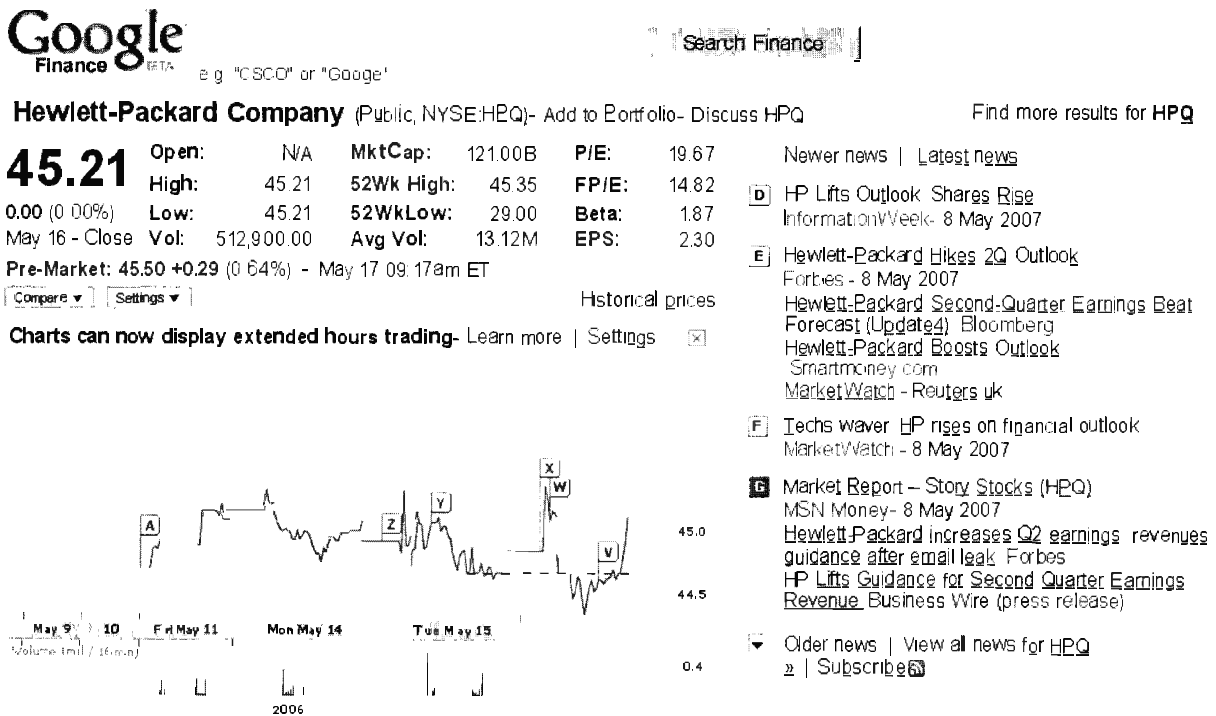 Google
Finance BETA
e g "CSCO" or "Googe"
Search Finance
Hewlett-Packard Company (Public, NYSE:HPQ)- Add to Portfolio- Discuss HPQ
Find more results for HPQ
45.21
0.00 (0 00%)
May 16 - Close
Open: N/A MktCap: 121.00B P/E: 19.67
High: 45.21 52Wk High: 45.35 FP/E: 14.82
Low: 45.21 52WkLow: 29.00 Beta: 1.87
Vol: 512,900.00 Avg Vol: 13.12M EPS: 2.30
Pre-Market: 45.50 +0.29 (0 64%) - May 17 09:17am ET
Compare ▾ Settings ▾ Historical prices
Charts can now display extended hours trading- Learn more | Settings
A
Z
Y
X
W
V
45.0
44.5
May 9 10 Fri May 11 Mon May 14 Tue May 15
Volume (mil / 16 min)
0.4
2006
Newer news | Latest news
D HP Lifts Outlook Shares Rise
InformationWeek- 8 May 2007
E Hewlett-Packard Hikes 2Q Outlook
Forbes - 8 May 2007
Hewlett-Packard Second-Quarter Earnings Beat
Forecast (Update4) Bloomberg
Hewlett-Packard Boosts Outlook
Smartmoney com
MarketWatch - Reuters uk
F Techs waver HP rises on financial outlook
MarketWatch - 8 May 2007
G Market Report – Story Stocks (HPQ)
MSN Money- 8 May 2007
Hewlett-Packard increases Q2 earnings revenues
guidance after email leak Forbes
HP Lifts Guidance for Second Quarter Earnings
Revenue Business Wire (press release)
Older news | View all news for HPQ
» | Subscribe